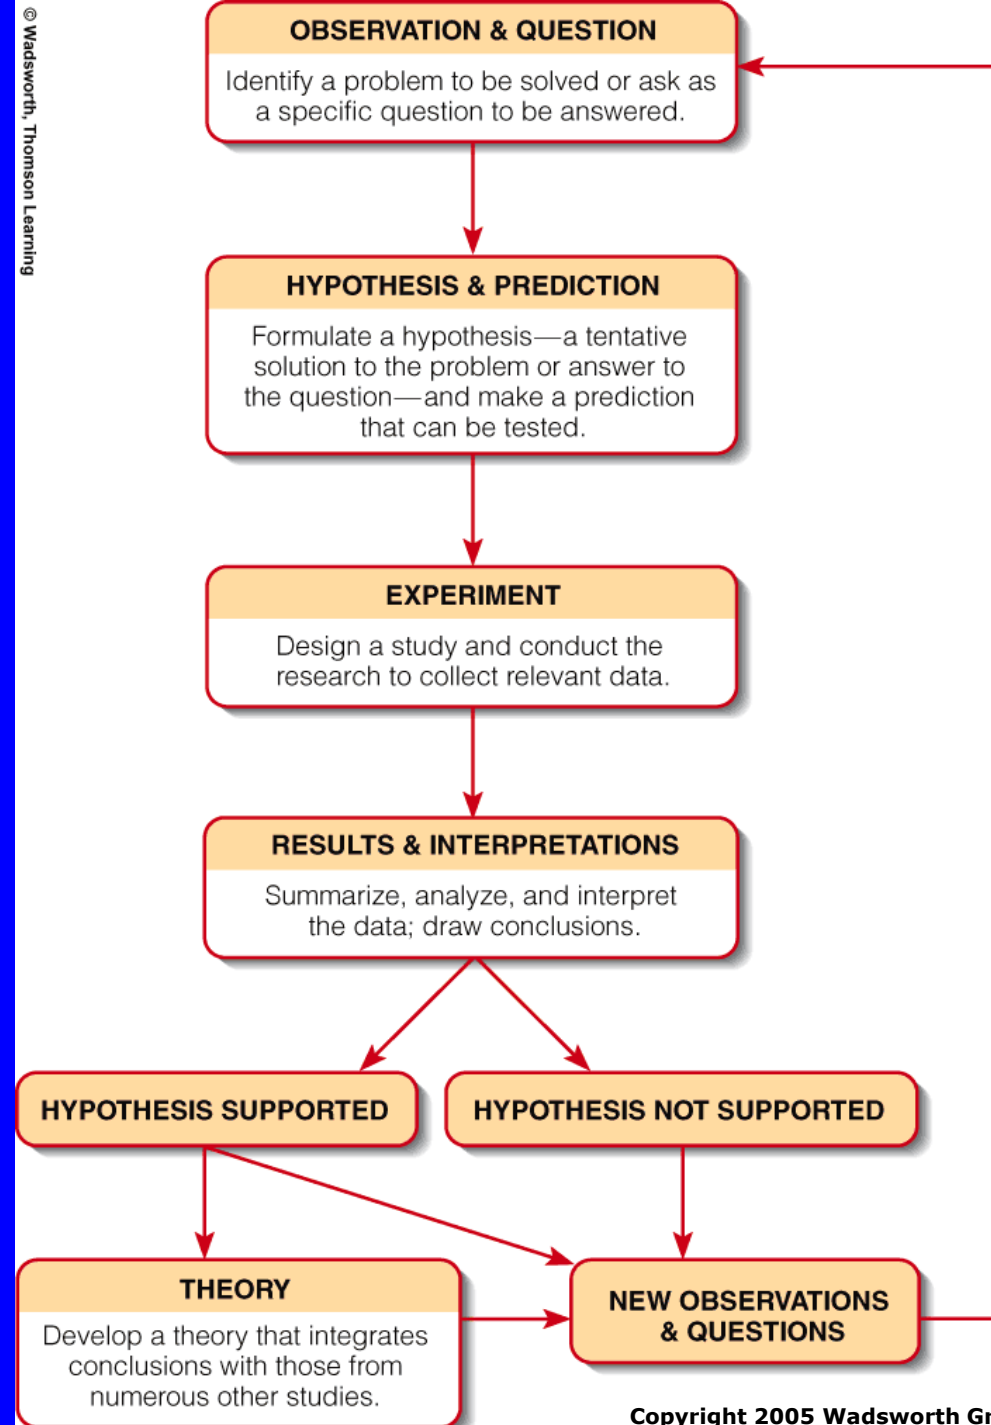 © Wadsworth, Thomson Learning
OBSERVATION & QUESTION
Identify a problem to be solved or ask as
a specific question to be answered.
HYPOTHESIS & PREDICTION
Formulate a hypothesis—a tentative
solution to the problem or answer to
the question—and make a prediction
that can be tested.
EXPERIMENT
Design a study and conduct the
research to collect relevant data.
RESULTS & INTERPRETATIONS
Summarize, analyze, and interpret
the data; draw conclusions.
HYPOTHESIS SUPPORTED
HYPOTHESIS NOT SUPPORTED
THEORY
Develop a theory that integrates
conclusions with those from
numerous other studies.
NEW OBSERVATIONS
& QUESTIONS
Copyright 2005 Wadsworth